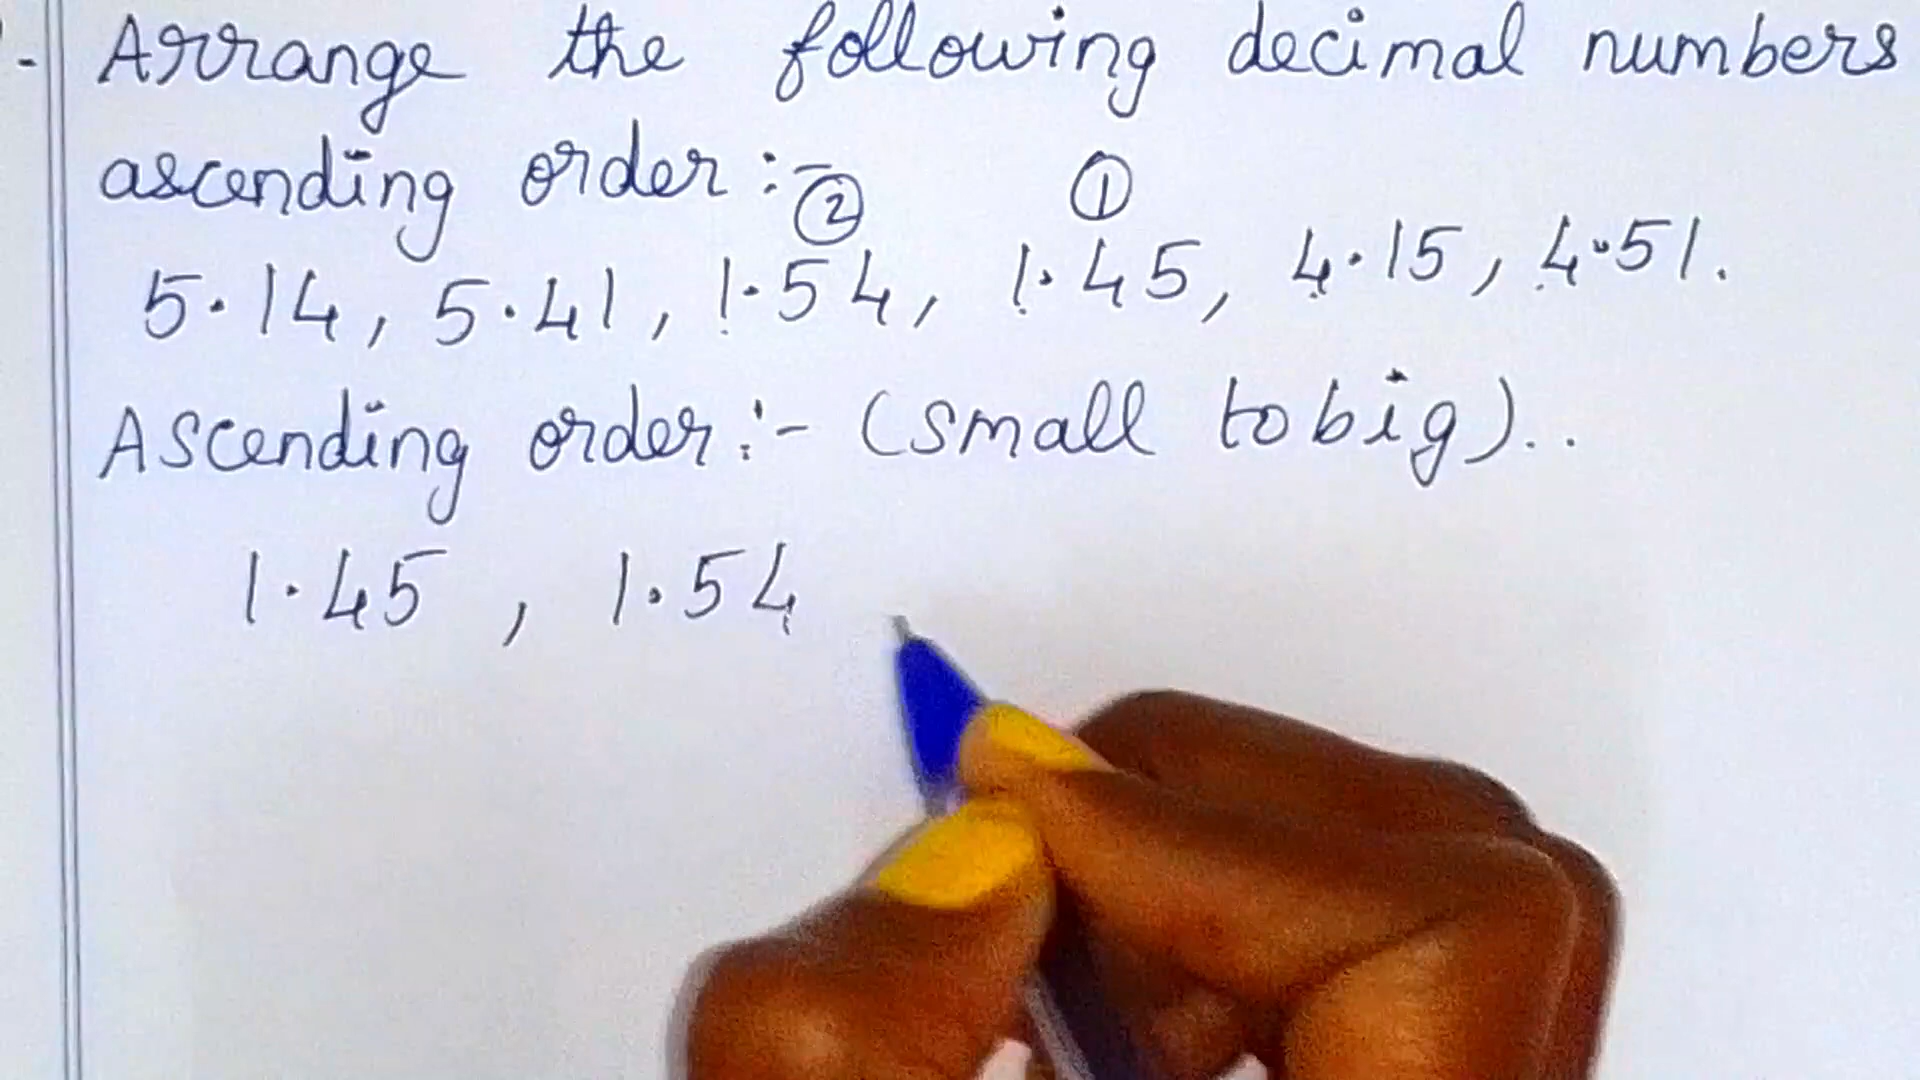 Arrange the following decimal numbers
ascending order:-
② ①
5.14, 5.41, 1.54, 1.45, 4.15, 4.51.
Ascending order:- (small to big)..
1.45, 1.54